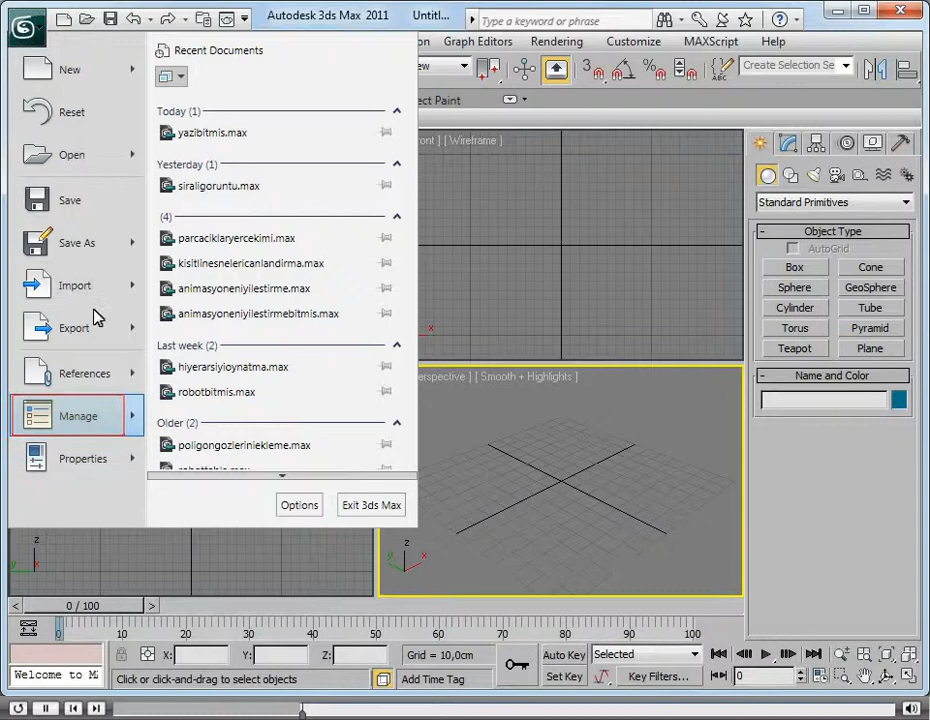 Autodesk 3ds Max 2011
Untitl...
Type a keyword or phrase
Graph Editors
Rendering
Customize
MAXScript
Help
Create Selection Se
Recent Documents
New
Reset
Open
Save
Save As
Import
Export
References
Manage
Properties
Today (1)
yazibitmis.max
Yesterday (1)
siraligoruntu.max
(4)
parcaciklaryercekimi.max
kisitlinesnelericanlandirma.max
animasyoneniyilestirme.max
animasyoneniyilestirmebitmis.max
Last week (2)
hiyerarsiyioynatma.max
robotbitmis.max
Older (2)
poligongozleriniekleme.max
Options
Exit 3ds Max
ect Paint
ront ] [ Wireframe ]
erspective ] [ Smooth + Highlights ]
x
z
y
x
z
x
Standard Primitives
Object Type
AutoGrid
Box
Cone
Sphere
GeoSphere
Cylinder
Tube
Torus
Pyramid
Teapot
Plane
Name and Color
0 / 100
0 10 20 30 40 50 60 70 80 90 100
X:
Y:
Z:
Grid = 10,0cm
Auto Key
Selected
Set Key
Key Filters...
0
Welcome to M
Click or click-and-drag to select objects
Add Time Tag